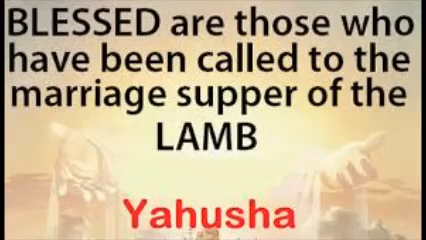 BLESSED are those who
have been called to the
marriage supper of the
LAMB
Yahusha